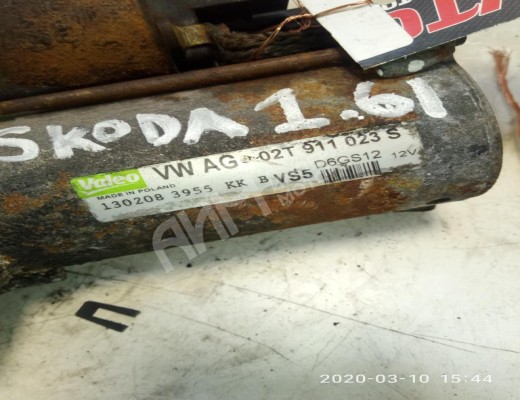 SKODA 1.6I
Valeo VW AG 02T 911 023 S
MADE IN POLAND D6GS12 12V
130208 3955 KK B VS5
2020-03-10 15:44